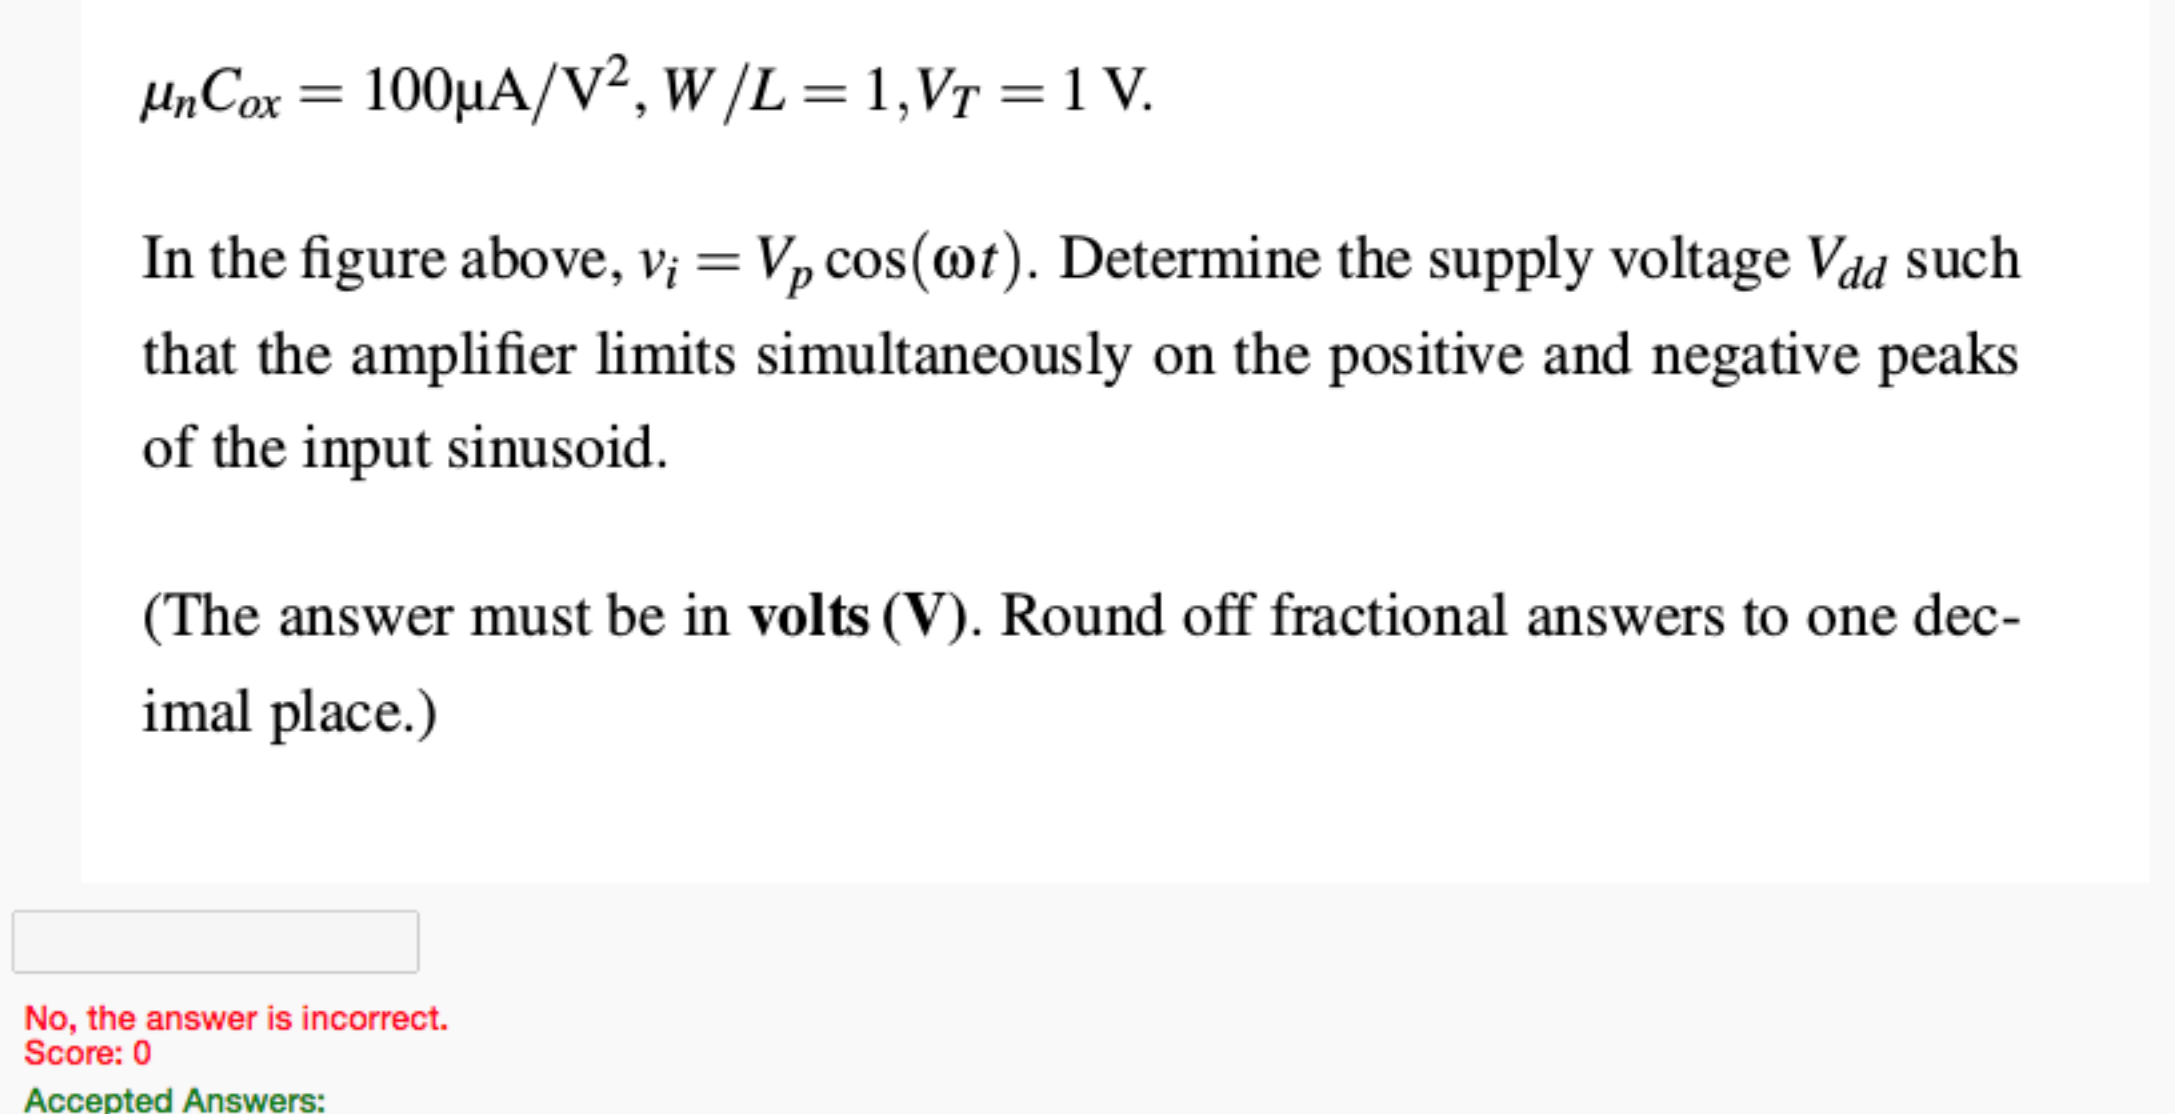 μnCox = 100μA/V², W/L = 1, VT = 1 V.
In the figure above, vi = Vp cos(ωt). Determine the supply voltage Vdd such
that the amplifier limits simultaneously on the positive and negative peaks
of the input sinusoid.
(The answer must be in volts (V). Round off fractional answers to one dec-
imal place.)
No, the answer is incorrect.
Score: 0
Accepted Answers: